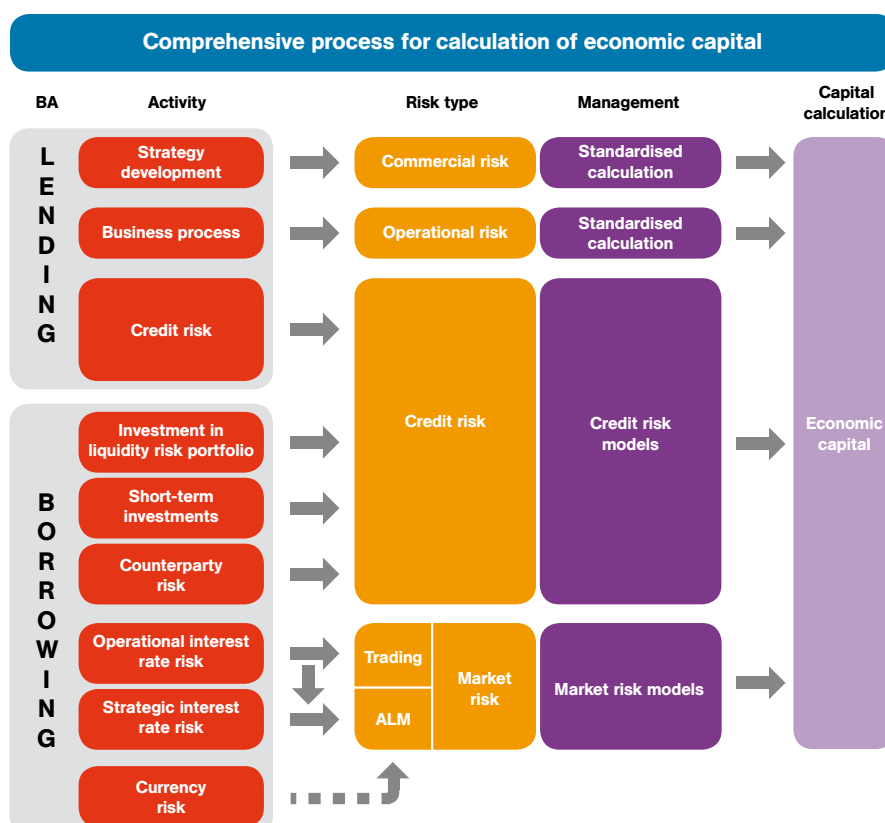 Comprehensive process for calculation of economic capital
BA
Activity
Risk type
Management
Capital
calculation
LENDING
Strategy
development
Commercial risk
Standardised
calculation
Business process
Operational risk
Standardised
calculation
Credit risk
Credit risk
Credit risk
models
Economic
capital
BORROWING
Investment in
liquidity risk portfolio
Short-term
investments
Counterparty
risk
Operational interest
rate risk
Trading
Market
risk
Market risk models
Strategic interest
rate risk
ALM
Currency
risk